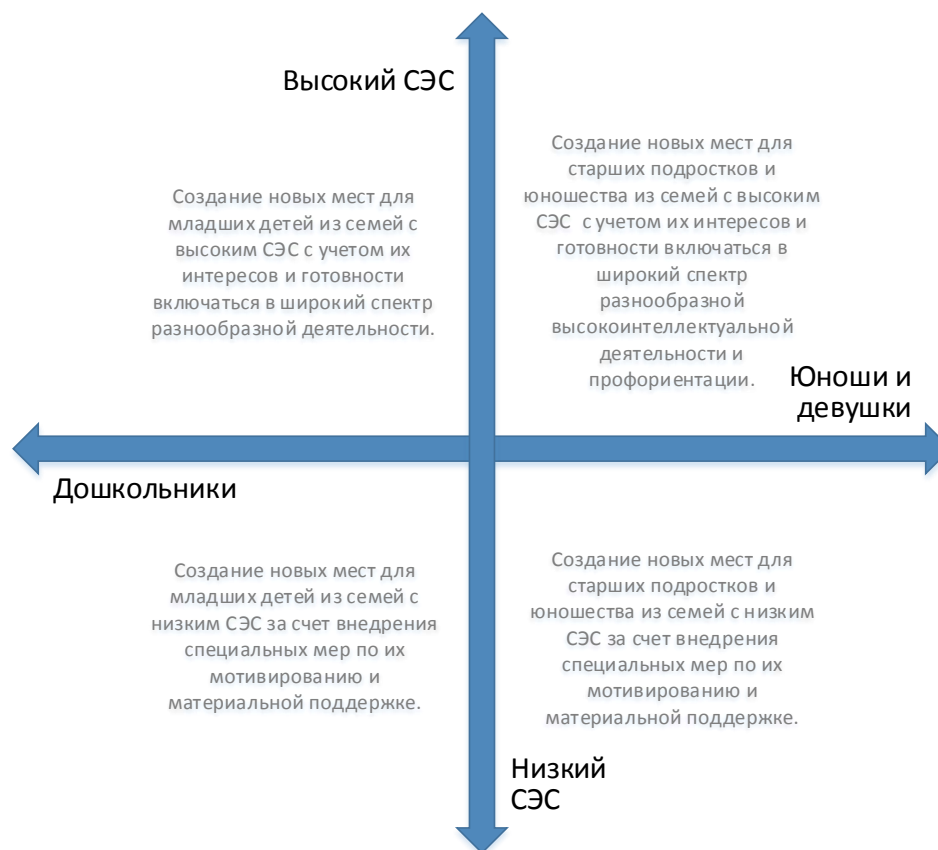 Высокий СЭС
Создание новых мест для
младших детей из семей с
высоким СЭС с учетом их
интересов и готовности
включаться в широкий спектр
разнообразной деятельности.
Создание новых мест для
старших подростков и
юношества из семей с высоким
СЭС с учетом их интересов и
готовности включаться в
широкий спектр
разнообразной
высокоинтеллектуальной
деятельности и
профориентации.
Юноши и
девушки
Дошкольники
Создание новых мест для
младших детей из семей с
низким СЭС за счет внедрения
специальных мер по их
мотивированию и
материальной поддержке.
Создание новых мест для
старших подростков и
юношества из семей с низким
СЭС за счет внедрения
специальных мер по их
мотивированию и
материальной поддержке.
Низкий
СЭС